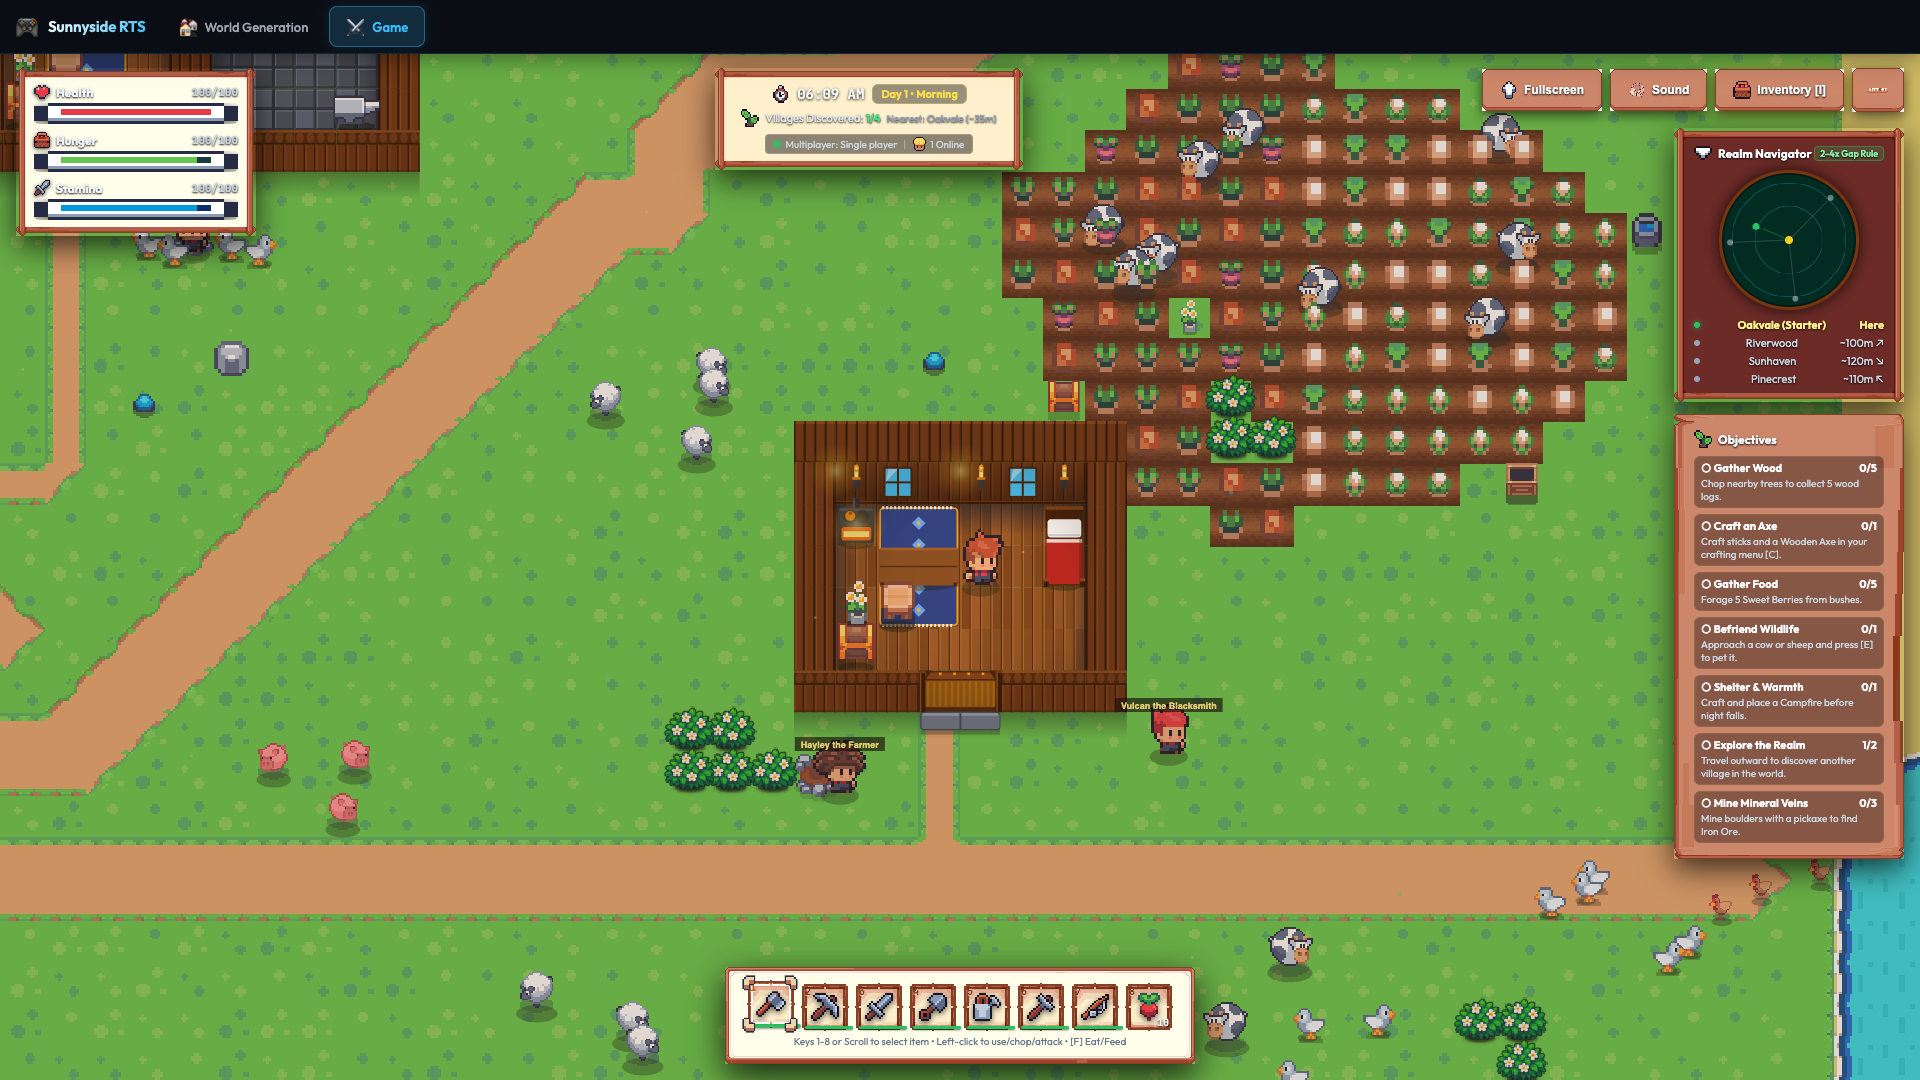 Sunnyside RTS
World Generation
Game
Health 100/100
Hunger 100/100
Stamina 100/100
06:09 AM Day 1 • Morning
Villages Discovered: 1/4 Nearest: Oakvale (~35m)
Multiplayer: Single player | 1 Online
Fullscreen
Sound
Inventory [I]
Realm Navigator 2-4x Gap Rule
Oakvale (Starter) Here
Riverwood ~100m ↗
Sunhaven ~120m ↘
Pinecrest ~110m ↖
Objectives
Gather Wood 0/5
Chop nearby trees to collect 5 wood
logs.
Craft an Axe 0/1
Craft sticks and a Wooden Axe in your
crafting menu [C].
Gather Food 0/5
Forage 5 Sweet Berries from bushes.
Befriend Wildlife 0/1
Approach a cow or sheep and press [E]
to pet it.
Shelter & Warmth 0/1
Craft and place a Campfire before
night falls.
Explore the Realm 1/2
Travel outward to discover another
village in the world.
Mine Mineral Veins 0/3
Mine boulders with a pickaxe to find
Iron Ore.
Vulcan the Blacksmith
Hayley the Farmer
10
Keys 1-8 or Scroll to select item • Left-click to use/chop/attack • [F] Eat/Feed